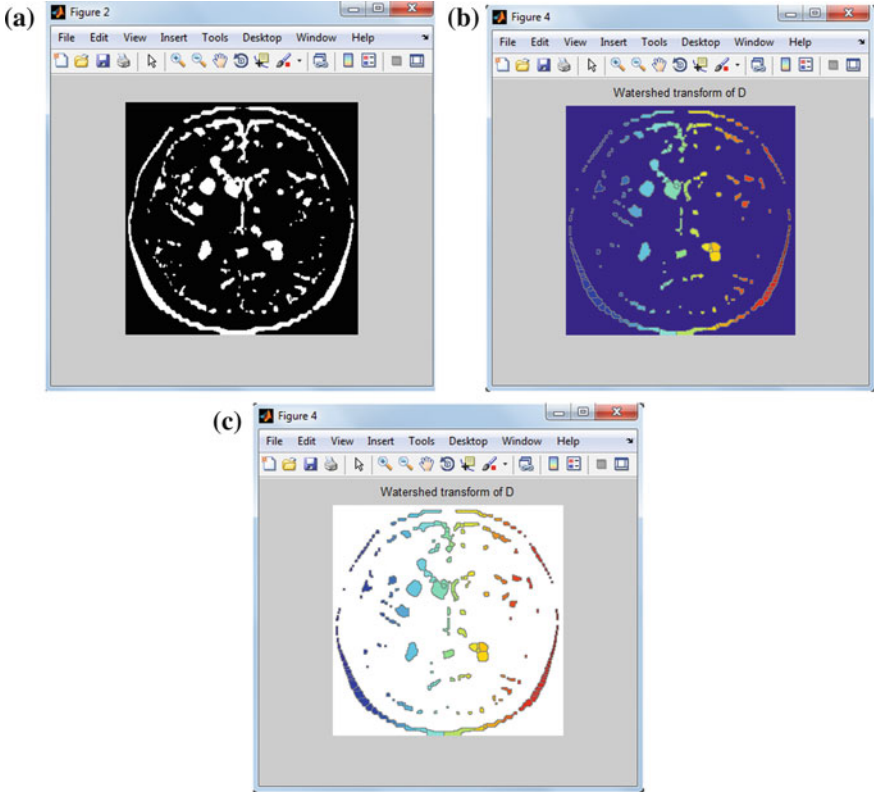 (a)
Figure 2
File Edit View Insert Tools Desktop Window Help
(b)
Figure 4
File Edit View Insert Tools Desktop Window Help
Watershed transform of D
(c)
Figure 4
File Edit View Insert Tools Desktop Window Help
Watershed transform of D